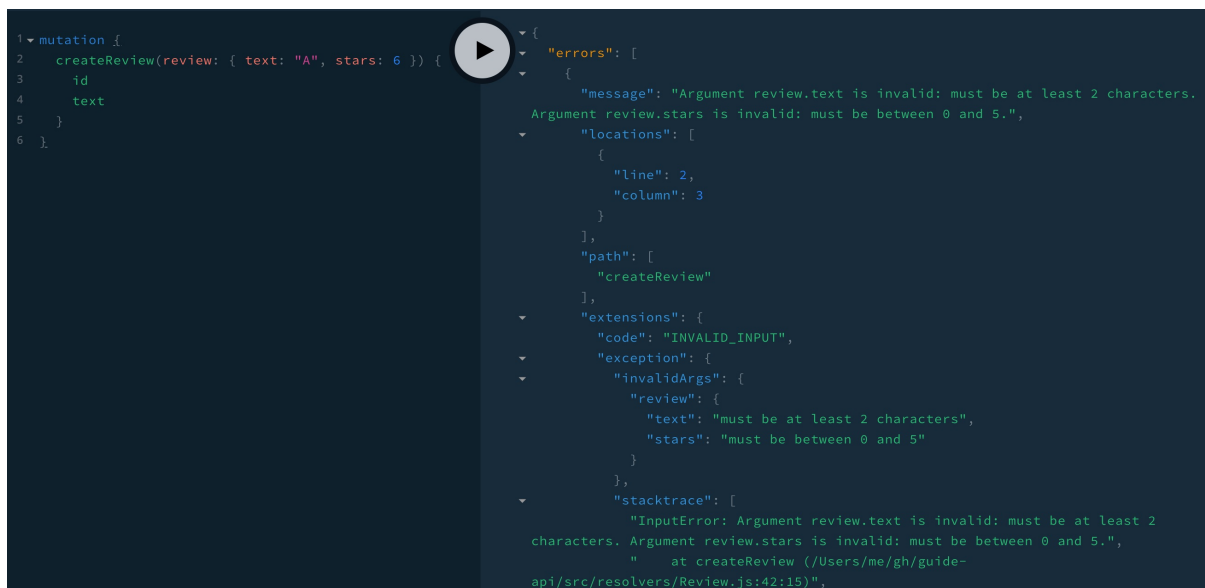 1 mutation {
2 createReview(review: { text: "A", stars: 6 }) {
3 id
4 text
5 }
6 }
{
"errors": [
{
"message": "Argument review.text is invalid: must be at least 2 characters.
Argument review.stars is invalid: must be between 0 and 5.",
"locations": [
{
"line": 2,
"column": 3
}
],
"path": [
"createReview"
],
"extensions": {
"code": "INVALID_INPUT",
"exception": {
"invalidArgs": {
"review": {
"text": "must be at least 2 characters",
"stars": "must be between 0 and 5"
}
},
"stacktrace": [
"InputError: Argument review.text is invalid: must be at least 2
characters. Argument review.stars is invalid: must be between 0 and 5.",
"    at createReview (/Users/me/gh/guide-
api/src/resolvers/Review.js:42:15)",